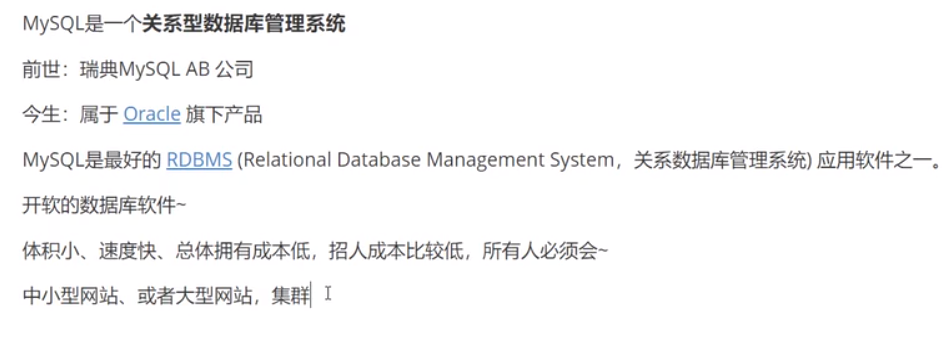 MySQL是一个关系型数据库管理系统
前世：瑞典MySQL AB 公司
今生：属于 Oracle 旗下产品
MySQL是最好的 RDBMS (Relational Database Management System，关系数据库管理系统) 应用软件之一。
开软的数据库软件~
体积小、速度快、总体拥有成本低，招人成本比较低，所有人必须会~
中小型网站、或者大型网站，集群